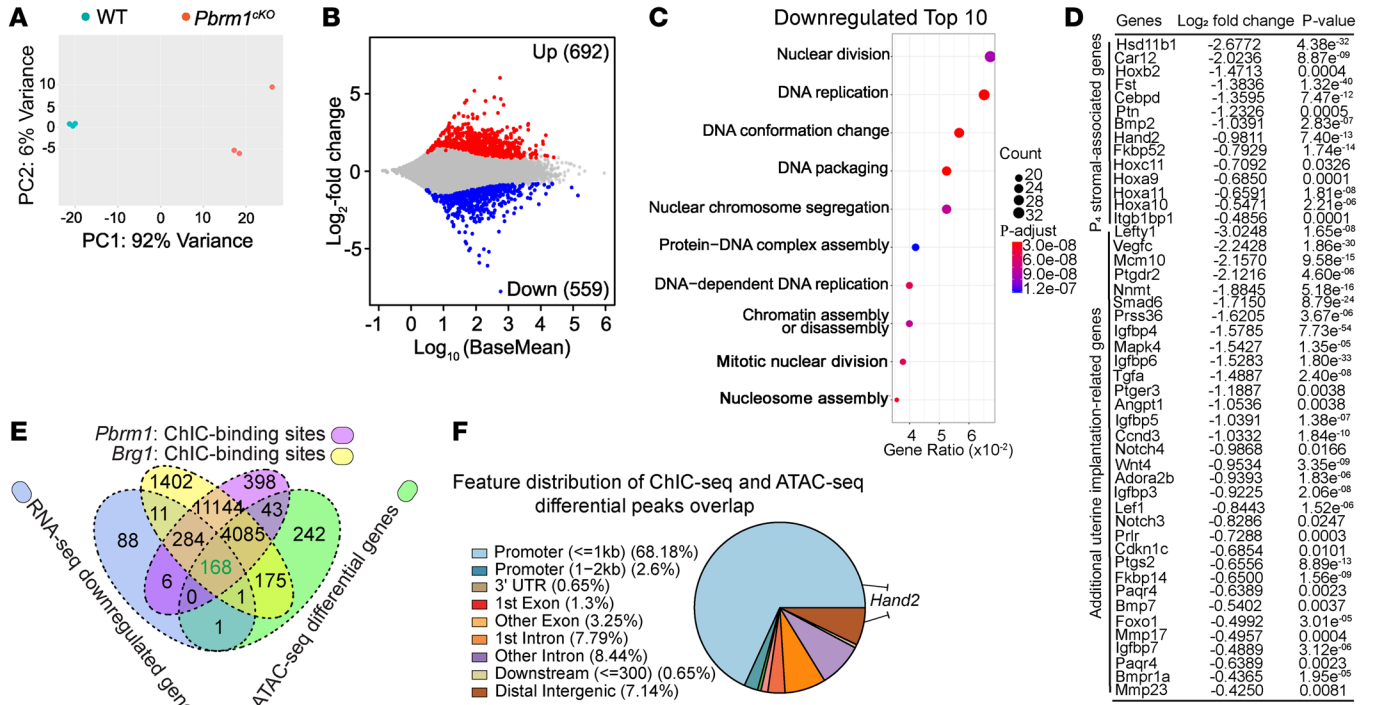 A
WT
Pbrm1cKO
PC2: 6% Variance
10
5
0
-5
-20
-10
0
10
20
PC1: 92% Variance
B
Up (692)
Down (559)
Log2-fold change
5
0
-5
-1
0
1
2
3
4
5
6
Log10 (BaseMean)
C
Downregulated Top 10
Nuclear division
DNA replication
DNA conformation change
DNA packaging
Nuclear chromosome segregation
Protein−DNA complex assembly
DNA−dependent DNA replication
Chromatin assembly
or disassembly
Mitotic nuclear division
Nucleosome assembly
4
5
6
Gene Ratio (x10-2)
Count
20
24
28
32
P-adjust
3.0e-08
6.0e-08
9.0e-08
1.2e-07
D
Genes Log₂ fold change P-value
P4 stromal-associated genes
Hsd11b1 -2.6772 4.38e-32
Car12 -2.0236 8.87e-09
Hoxb2 -1.4713 0.0004
Fst -1.3836 1.32e-40
Cebpd -1.3595 7.47e-12
Ptn -1.2326 0.0005
Bmp2 -1.0391 2.83e-07
Hand2 -0.9811 7.40e-13
Fkbp52 -0.7929 1.74e-14
Hoxc11 -0.7092 0.0326
Hoxa9 -0.6850 0.0001
Hoxa11 -0.6591 1.81e-08
Hoxa10 -0.5471 2.21e-06
Itgb1bp1 -0.4856 0.0001
Additional uterine implantation-related genes
Lefty1 -3.0248 1.65e-08
Vegfc -2.2428 1.86e-30
Mcm10 -2.1570 9.58e-15
Ptgdr2 -2.1216 4.60e-06
Nnmt -1.8845 5.18e-16
Smad6 -1.7150 8.79e-24
Prss36 -1.6205 3.67e-06
Igfbp4 -1.5785 7.73e-54
Mapk4 -1.5427 1.35e-05
Igfbp6 -1.5283 1.80e-33
Tgfa -1.4887 2.40e-08
Ptger3 -1.1887 0.0038
Angpt1 -1.0536 0.0038
Igfbp5 -1.0391 1.38e-07
Ccnd3 -1.0332 1.84e-10
Notch4 -0.9868 0.0166
Wnt4 -0.9534 3.35e-09
Adora2b -0.9393 1.83e-06
Igfbp3 -0.9225 2.06e-08
Lef1 -0.8443 1.52e-06
Notch3 -0.8286 0.0247
Prlr -0.7288 0.0003
Cdkn1c -0.6854 0.0101
Ptgs2 -0.6556 8.89e-13
Fkbp14 -0.6500 1.56e-09
Paqr4 -0.6389 0.0023
Bmp7 -0.5402 0.0037
Foxo1 -0.4992 3.01e-05
Mmp17 -0.4957 0.0004
Igfbp7 -0.4889 3.12e-06
Paqr4 -0.6389 0.0023
Bmpr1a -0.4365 1.95e-05
Mmp23 -0.4250 0.0081
E
Pbrm1: ChIC-binding sites
Brg1: ChIC-binding sites
RNA-seq downregulated gen
ATAC-seq differential genes
1402
398
11
11144
43
88
284
4085
242
168
6
0
1
175
1
F
Feature distribution of ChIC-seq and ATAC-seq
differential peaks overlap
Promoter (<=1kb) (68.18%)
Promoter (1−2kb) (2.6%)
3' UTR (0.65%)
1st Exon (1.3%)
Other Exon (3.25%)
1st Intron (7.79%)
Other Intron (8.44%)
Downstream (<=300) (0.65%)
Distal Intergenic (7.14%)
Hand2